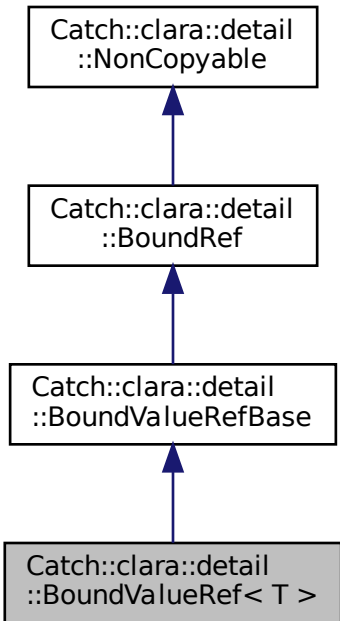 Catch::clara::detail
::NonCopyable
Catch::clara::detail
::BoundRef
Catch::clara::detail
::BoundValueRefBase
Catch::clara::detail
::BoundValueRef< T >